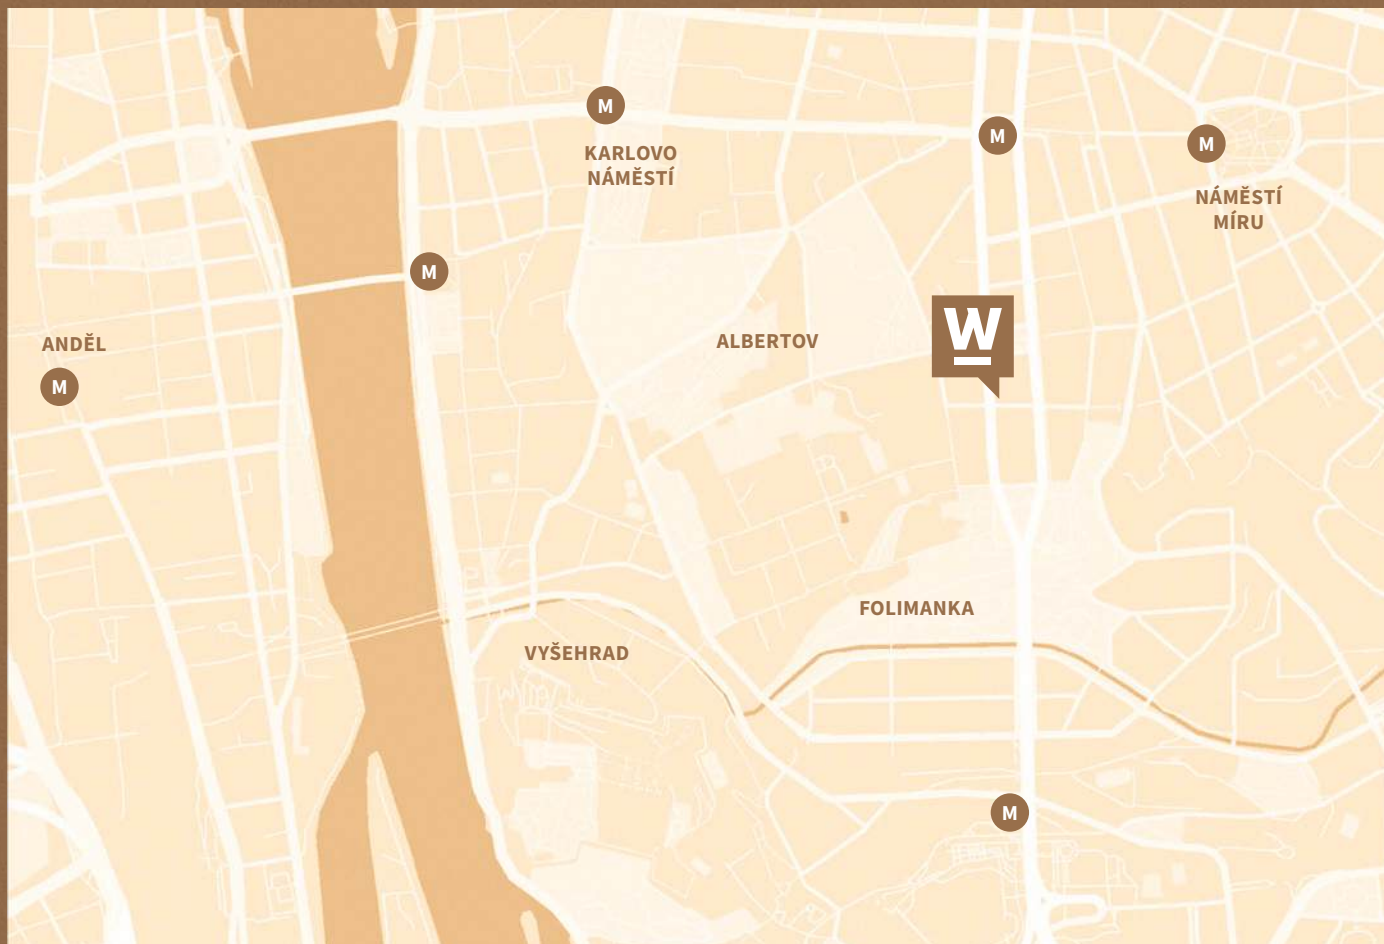 M
KARLOVO
NÁMĚSTÍ
M
M
NÁMĚSTÍ
MÍRU
M
ANDĚL
M
ALBERTOV
W
FOLIMANKA
VYŠEHRAD
M